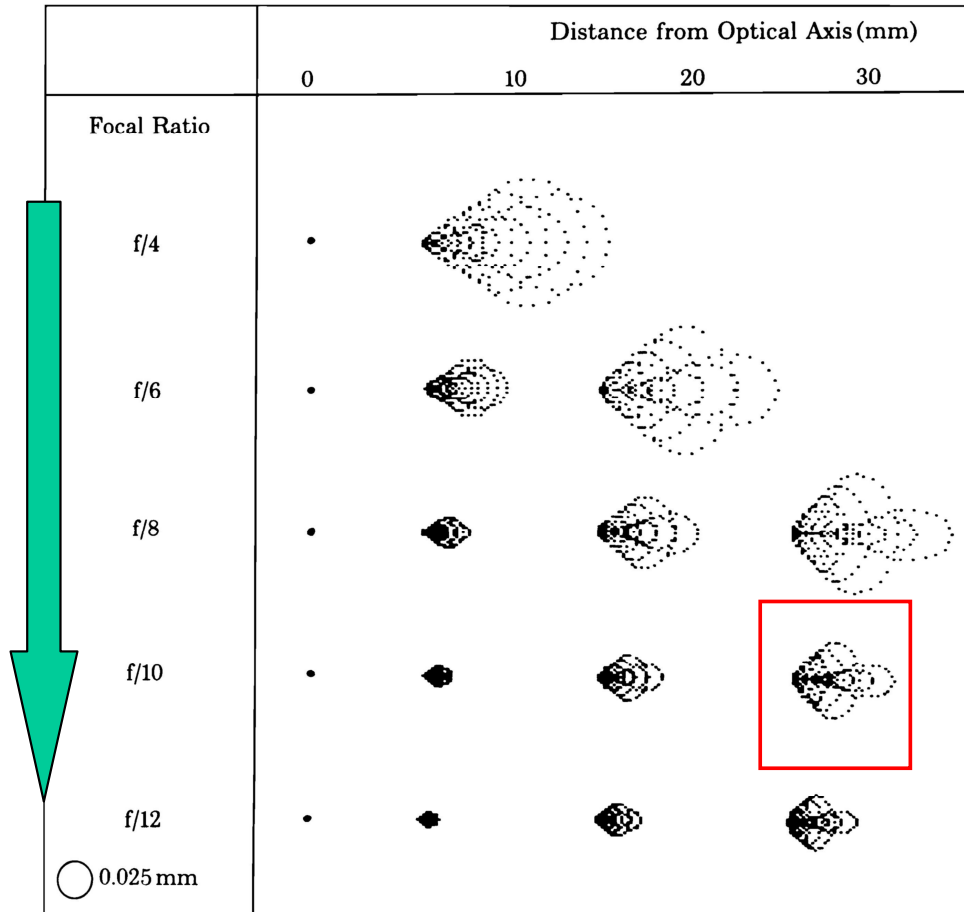 Distance from Optical Axis (mm)
0 10 20 30
Focal Ratio
f/4
f/6
f/8
f/10
f/12
0.025 mm